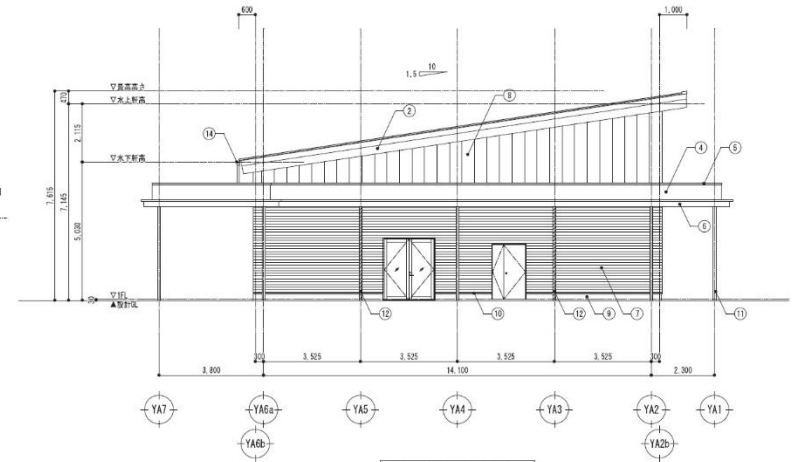 600
1,000
10
1.5
▽最高高さ
470
▽水上軒高
⑧
②
2,115
⑭
▽水下軒高
④
⑤
7,615
7,145
⑥
5,030
⑦
▽1FL
30
▲設計GL
⑫
⑩
⑫
⑨
⑪
300
3,525
3,525
3,525
3,525
300
3,800
14,100
2,300
YA7
YA6a
YA5
YA4
YA3
YA2
YA1
YA6b
YA2b